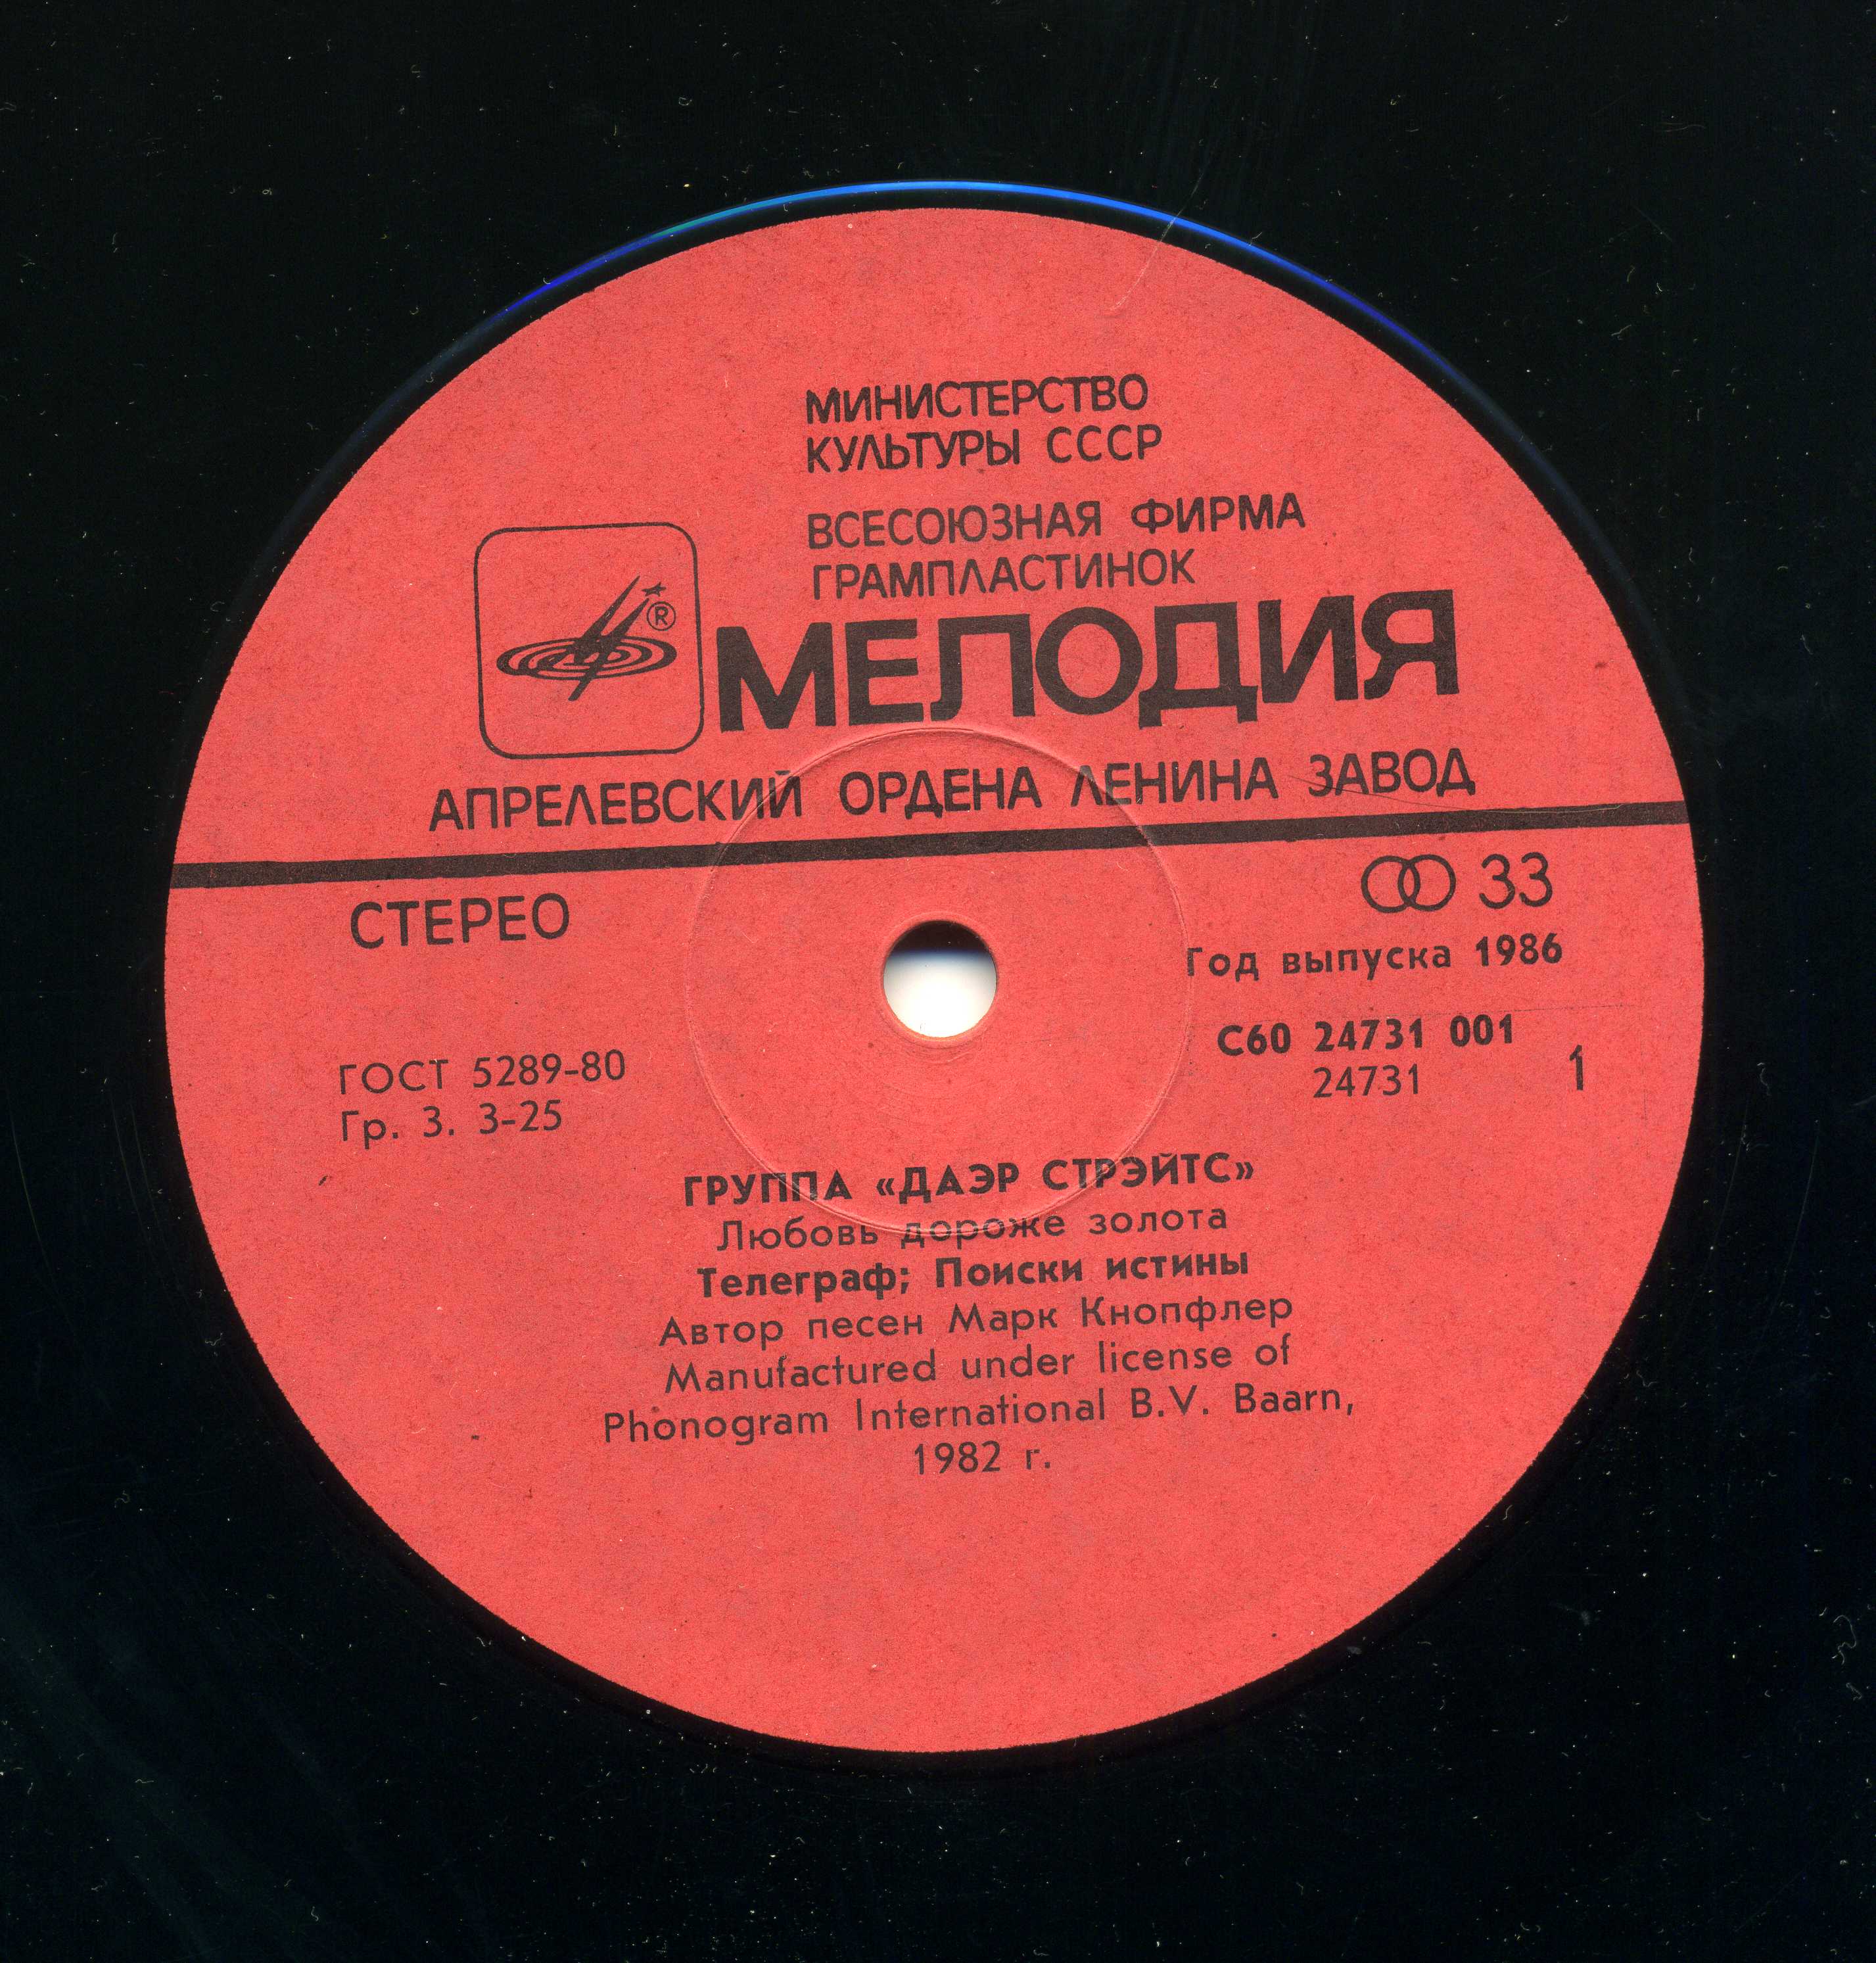 МИНИСТЕРСТВО
КУЛЬТУРЫ СССР
ВСЕСОЮЗНАЯ ФИРМА
ГРАМПЛАСТИНОК
®
МЕЛОДИЯ
АПРЕЛЕВСКИЙ ОРДЕНА ЛЕНИНА ЗАВОД
СТЕРЕО
33
Год выпуска 1986
ГОСТ 5289-80
Гр. 3. 3-25
С60 24731 001
24731
1
ГРУППА «ДАЭР СТРЭЙТС»
Любовь дороже золота
Телеграф; Поиски истины
Автор песен Марк Кнопфлер
Manufactured under license of
Phonogram International B.V. Baarn,
1982 г.